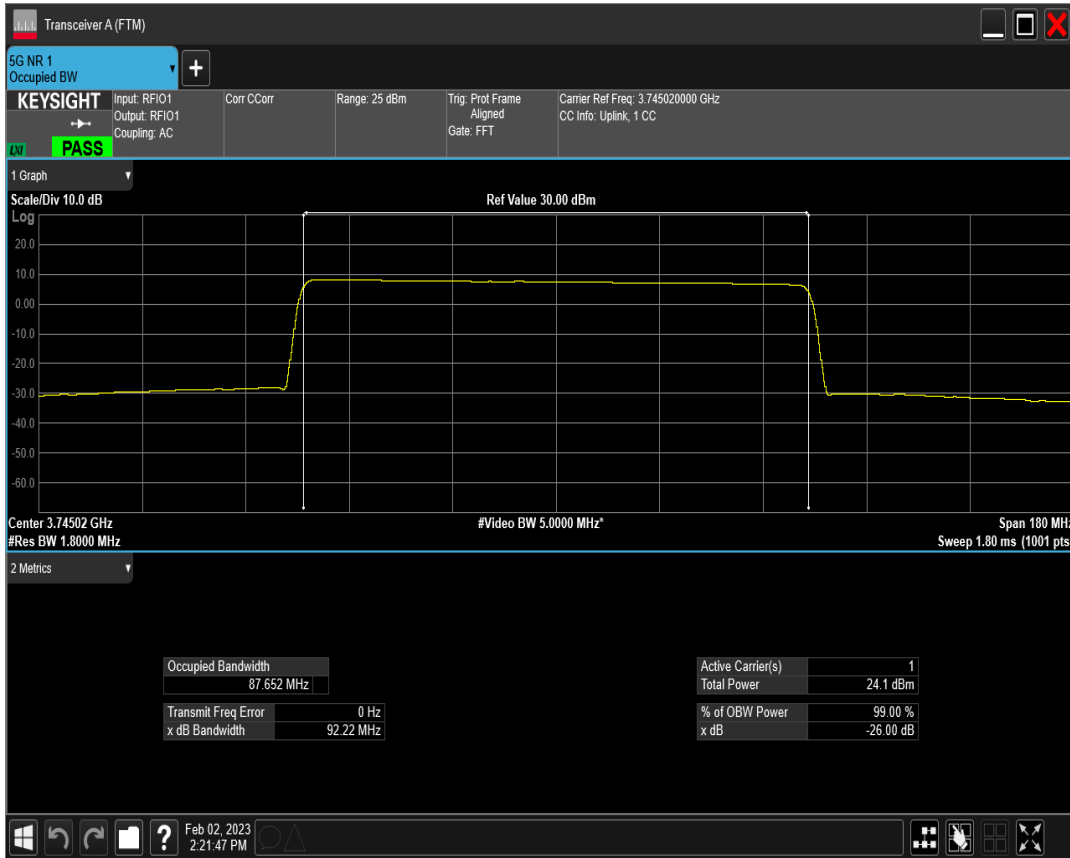 Transceiver A (FTM)
5G NR 1
Occupied BW
+
KEYSIGHT
Input: RFIO1
Output: RFIO1
Coupling: AC
Corr CCorr
Range: 25 dBm
Trig: Prot Frame
Aligned
Gate: FFT
Carrier Ref Freq: 3.745020000 GHz
CC Info: Uplink, 1 CC
LXI
PASS
1 Graph
Scale/Div 10.0 dB
Ref Value 30.00 dBm
Log
20.0
10.0
0.00
-10.0
-20.0
-30.0
-40.0
-50.0
-60.0
Center 3.74502 GHz
#Video BW 5.0000 MHz*
Span 180 MHz
#Res BW 1.8000 MHz
Sweep 1.80 ms (1001 pts
2 Metrics
Occupied Bandwidth
87.652 MHz
Transmit Freq Error 0 Hz
x dB Bandwidth 92.22 MHz
Active Carrier(s) 1
Total Power 24.1 dBm
% of OBW Power 99.00 %
x dB -26.00 dB
?
Feb 02, 2023
2:21:47 PM